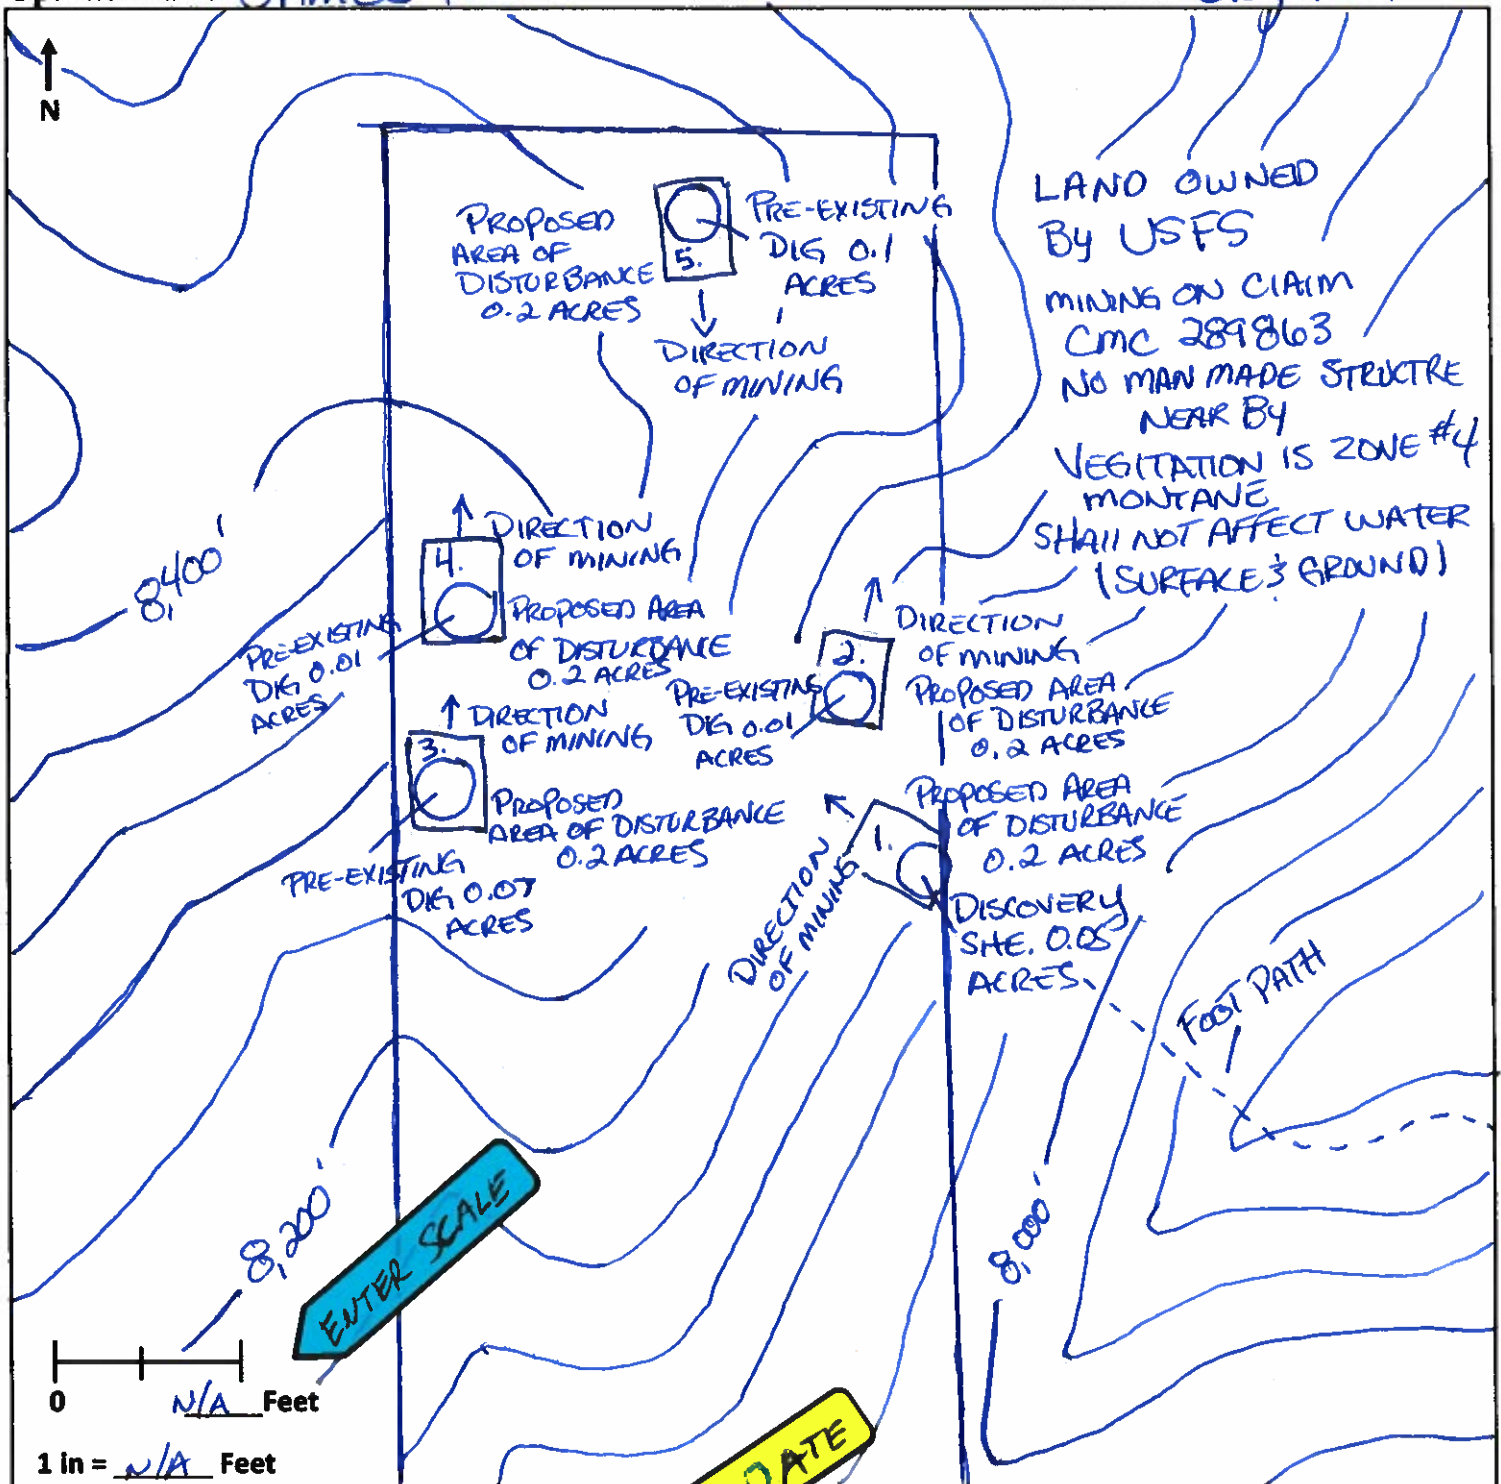 N
LAND OWNED
By USFS
MINING ON CLAIM
CMC 289863
NO MAN MADE STRUCTRE
NEAR By
VEGITATION IS ZONE #4
MONTANE
SHALL NOT AFFECT WATER
(SURFACE & GROUND)
PROPOSED
AREA OF
DISTURBANCE
0.2 ACRES
5.
PRE-EXISTING
DIG 0.1
ACRES
DIRECTION
OF MINING
8,400'
4.
DIRECTION
OF MINING
PROPOSED AREA
OF DISTURBANCE
0.2 ACRES
PRE-EXISTING
DIG 0.01
ACRES
2.
DIRECTION
OF MINING
PROPOSED AREA
OF DISTURBANCE
0.2 ACRES
PRE-EXISTING
DIG 0.01
ACRES
3.
DIRECTION
OF MINING
PROPOSED
AREA OF DISTURBANCE
0.2 ACRES
PRE-EXISTING
DIG 0.07
ACRES
1.
PROPOSED AREA
OF DISTURBANCE
0.2 ACRES
DIRECTION
OF MINING
DISCOVERY
SITE. 0.05
ACRES
FOOT PATH
8,200'
8,000'
ENTER SCALE
0 N/A Feet
1 in = N/A Feet
DATE